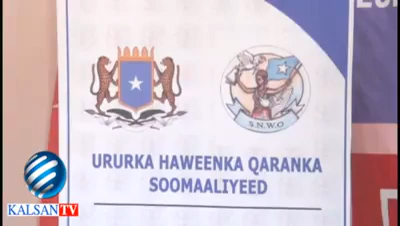 S.N.W.O
URURKA HAWEENKA QARANKA
SOOMAALIYEED
KALSAN TV